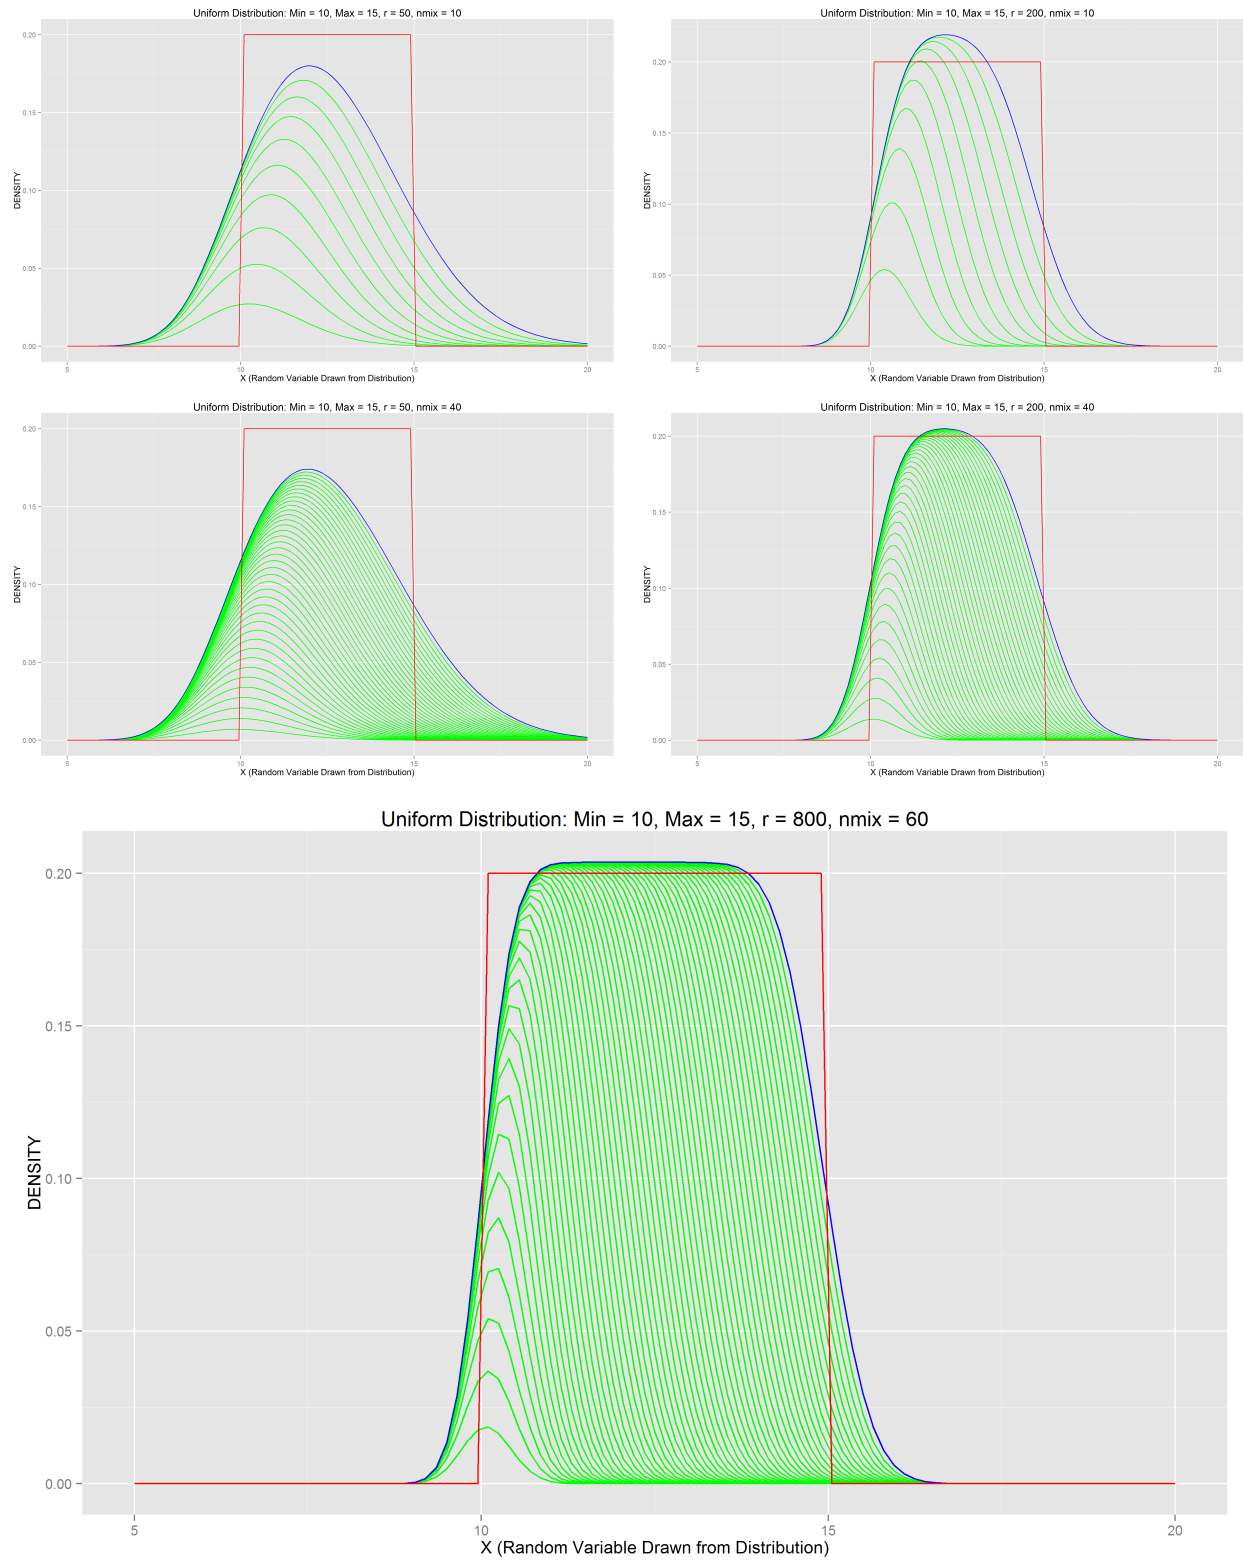 Uniform Distribution: Min = 10, Max = 15, r = 50, nmix = 10
0.20
0.15
0.10
0.05
0.00
DENSITY
5 10 15 20
X (Random Variable Drawn from Distribution)
Uniform Distribution: Min = 10, Max = 15, r = 200, nmix = 10
0.20
0.15
0.10
0.05
0.00
DENSITY
5 10 15 20
X (Random Variable Drawn from Distribution)
Uniform Distribution: Min = 10, Max = 15, r = 50, nmix = 40
0.20
0.15
0.10
0.05
0.00
DENSITY
5 10 15 20
X (Random Variable Drawn from Distribution)
Uniform Distribution: Min = 10, Max = 15, r = 200, nmix = 40
0.20
0.15
0.10
0.05
0.00
DENSITY
5 10 15 20
X (Random Variable Drawn from Distribution)
Uniform Distribution: Min = 10, Max = 15, r = 800, nmix = 60
0.20
0.15
0.10
0.05
0.00
DENSITY
5 10 15 20
X (Random Variable Drawn from Distribution)